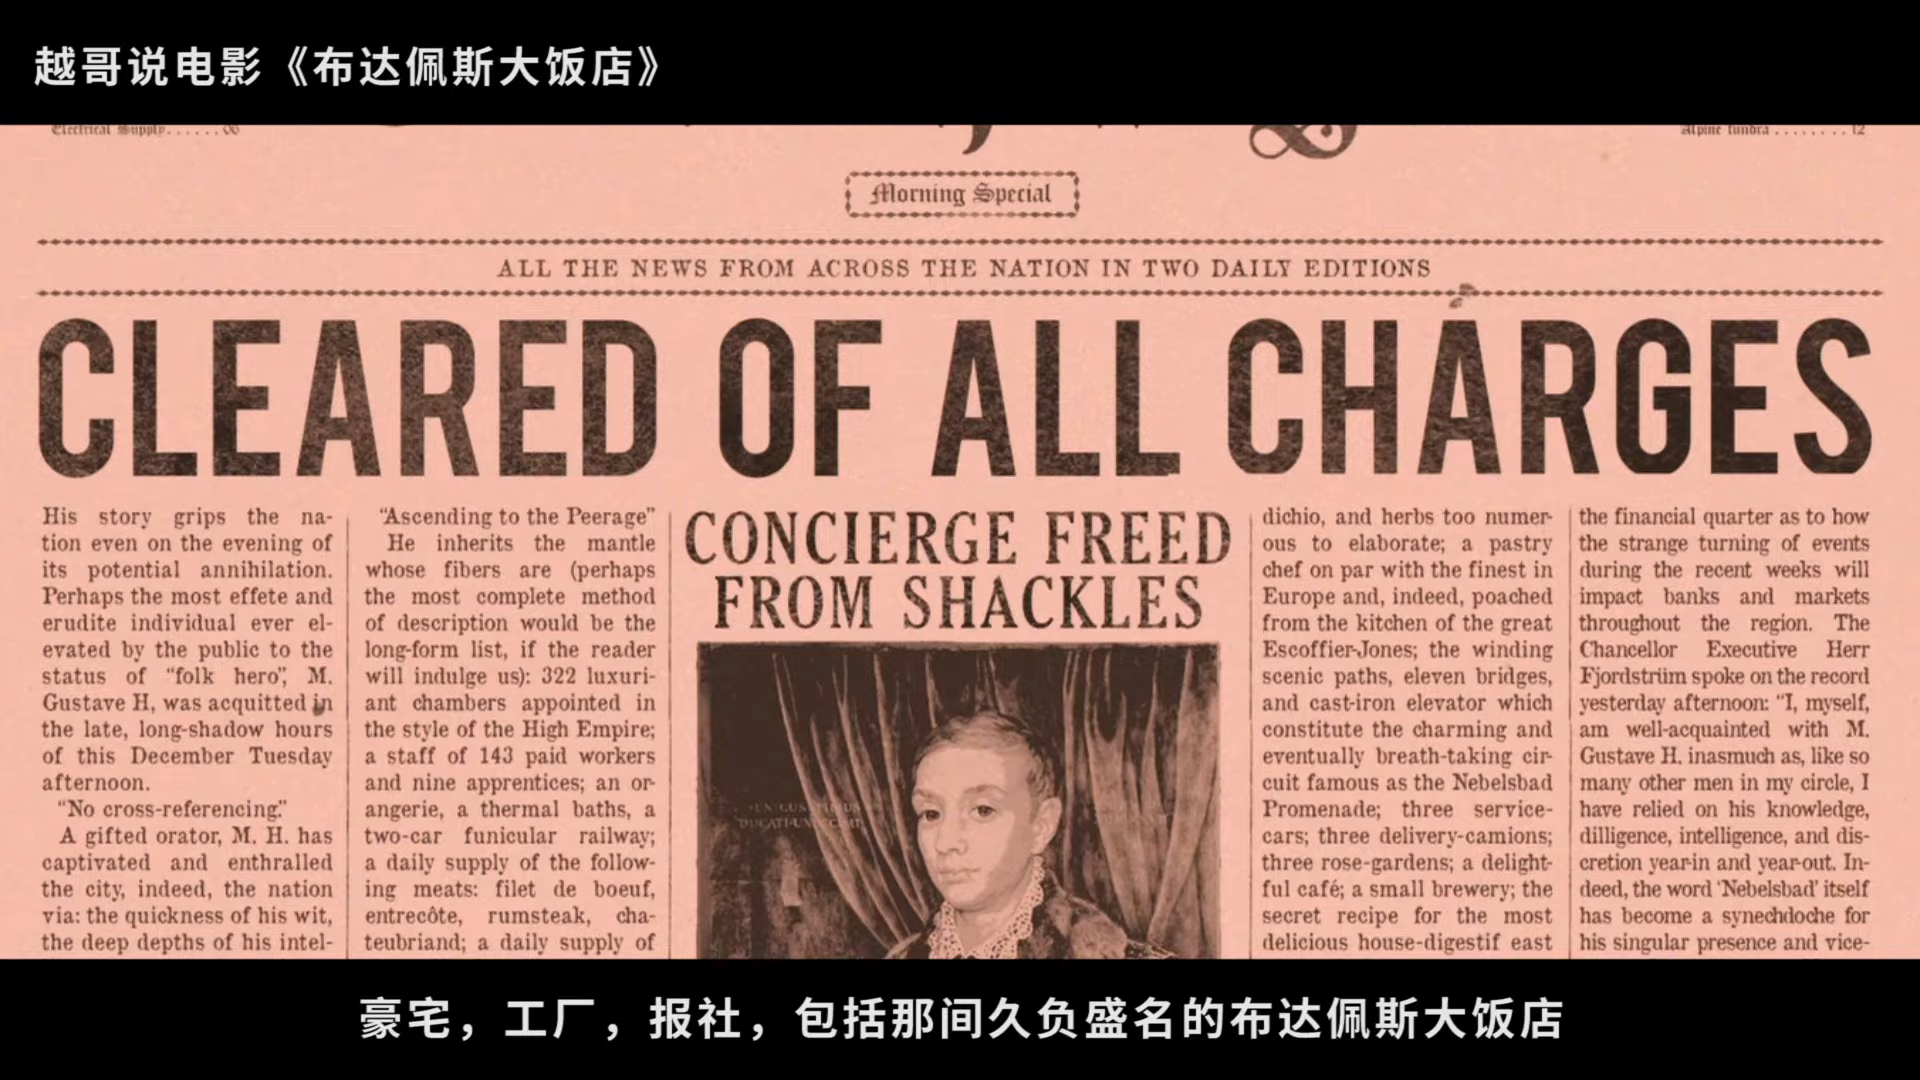 越哥说电影《布达佩斯大饭店》
Electrical Supply......06
Alpine tundra........12
Morning Special
ALL THE NEWS FROM ACROSS THE NATION IN TWO DAILY EDITIONS
CLEARED OF ALL CHARGES
His story grips the na-
tion even on the evening of
its potential annihilation.
Perhaps the most effete and
erudite individual ever el-
evated by the public to the
status of “folk hero”, M.
Gustave H, was acquitted in
the late, long-shadow hours
of this December Tuesday
afternoon.
“No cross-referencing.”
A gifted orator, M. H. has
captivated and enthralled
the city, indeed, the nation
via: the quickness of his wit,
the deep depths of his intel-
“Ascending to the Peerage”
He inherits the mantle
whose fibers are (perhaps
the most complete method
of description would be the
long-form list, if the reader
will indulge us): 322 luxuri-
ant chambers appointed in
the style of the High Empire;
a staff of 143 paid workers
and nine apprentices; an or-
angerie, a thermal baths, a
two-car funicular railway;
a daily supply of the follow-
ing meats: filet de boeuf,
entrecôte, rumsteak, cha-
teubriand; a daily supply of
CONCIERGE FREED
FROM SHACKLES
dichio, and herbs too numer-
ous to elaborate; a pastry
chef on par with the finest in
Europe and, indeed, poached
from the kitchen of the great
Escoffier-Jones; the winding
scenic paths, eleven bridges,
and cast-iron elevator which
constitute the charming and
eventually breath-taking cir-
cuit famous as the Nebelsbad
Promenade; three service-
cars; three delivery-camions;
three rose-gardens; a delight-
ful café; a small brewery; the
secret recipe for the most
delicious house-digestif east
the financial quarter as to how
the strange turning of events
during the recent weeks will
impact banks and markets
throughout the region. The
Chancellor Executive Herr
Fjordstrüm spoke on the record
yesterday afternoon: “I, myself,
am well-acquainted with M.
Gustave H. inasmuch as, like so
many other men in my circle, I
have relied on his knowledge,
dilligence, intelligence, and dis-
cretion year-in and year-out. In-
deed, the word ‘Nebelsbad’ itself
has become a synechdoche for
his singular presence and vice-
豪宅，工厂，报社，包括那间久负盛名的布达佩斯大饭店